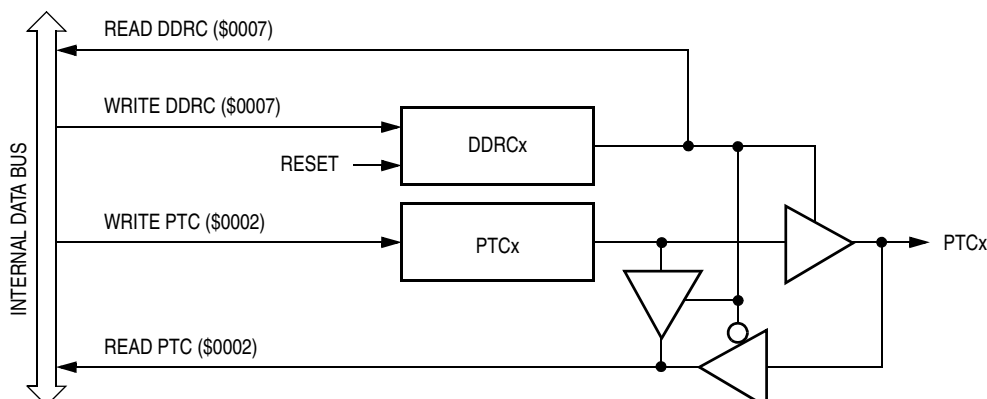 READ DDRC ($0007)
WRITE DDRC ($0007)
DDRCx
RESET
WRITE PTC ($0002)
PTCx
PTCx
READ PTC ($0002)
INTERNAL DATA BUS